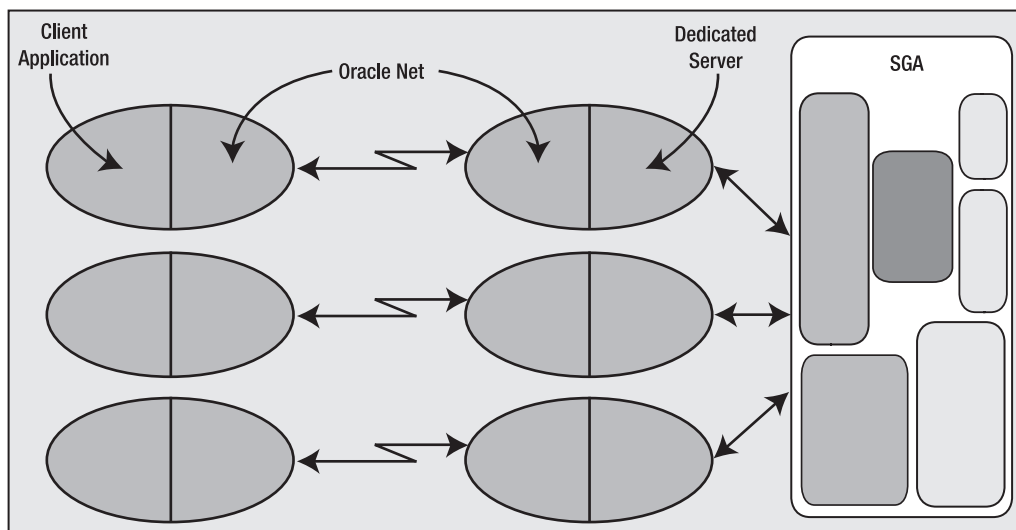 Client
Application
Oracle Net
Dedicated
Server
SGA